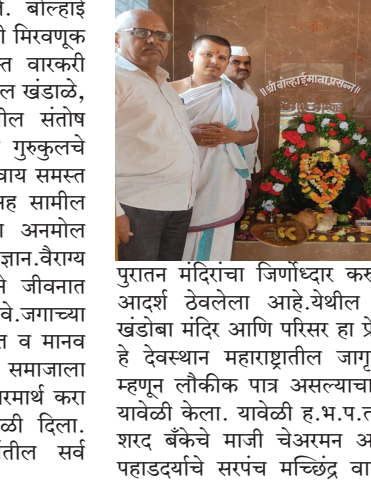 ने. बोल्हाई
ी मिरवणूक
स्त वारकरी
ल खंडाळे,
ील संतोष
गुरुकुलचे
वाय समस्त
सह सामील
ा अनमोल
ज्ञान.वैराग्य
से जीवनात
वे.जगाच्या
त व मानव
समाजाला
रमार्थ करा
ळी दिला.
ातील सर्व
॥श्री बोल्हाईमाता प्रसन्न॥
पुरातन मंदिरांचा जिर्णोध्दार करु
आदर्श ठेवलेला आहे.येथील
खंडोबा मंदिर आणि परिसर हा प्रे
हे देवस्थान महाराष्ट्रातील जागृ
म्हणून लौकीक पात्र असल्याचा
यावेळी केला. यावेळी ह.भ.प.त
शरद बँकेचे माजी चेअरमन अ
पहाडदर्याचे सरपंच मच्छिंद्र वा